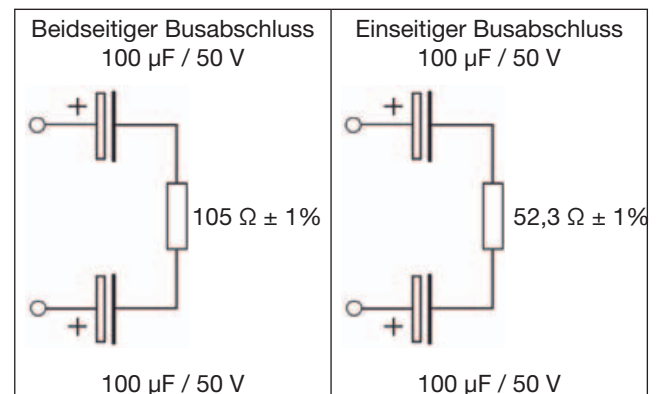 Beidseitiger Busabschluss
100 µF / 50 V
+
105 Ω ± 1%
+
100 µF / 50 V
Einseitiger Busabschluss
100 µF / 50 V
+
52,3 Ω ± 1%
+
100 µF / 50 V